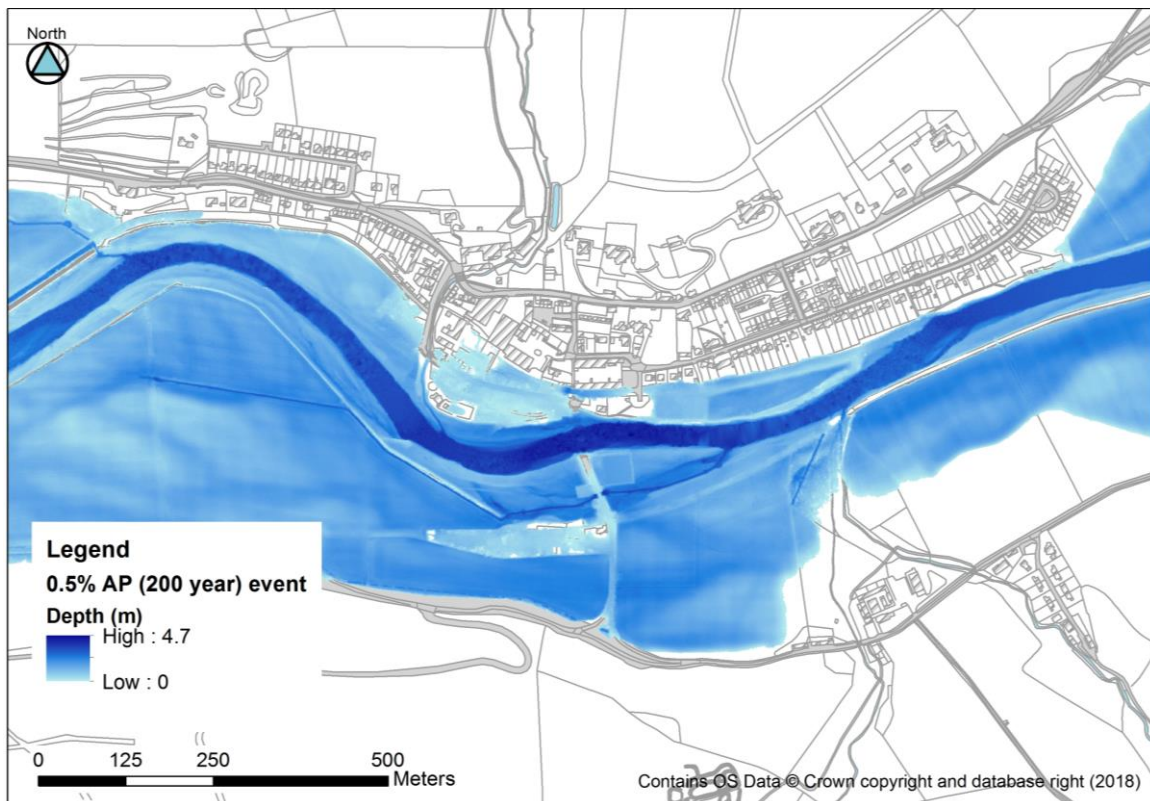 North
Legend
0.5% AP (200 year) event
Depth (m)
High : 4.7
Low : 0
0 125 250 500
Meters
Contains OS Data © Crown copyright and database right (2018)